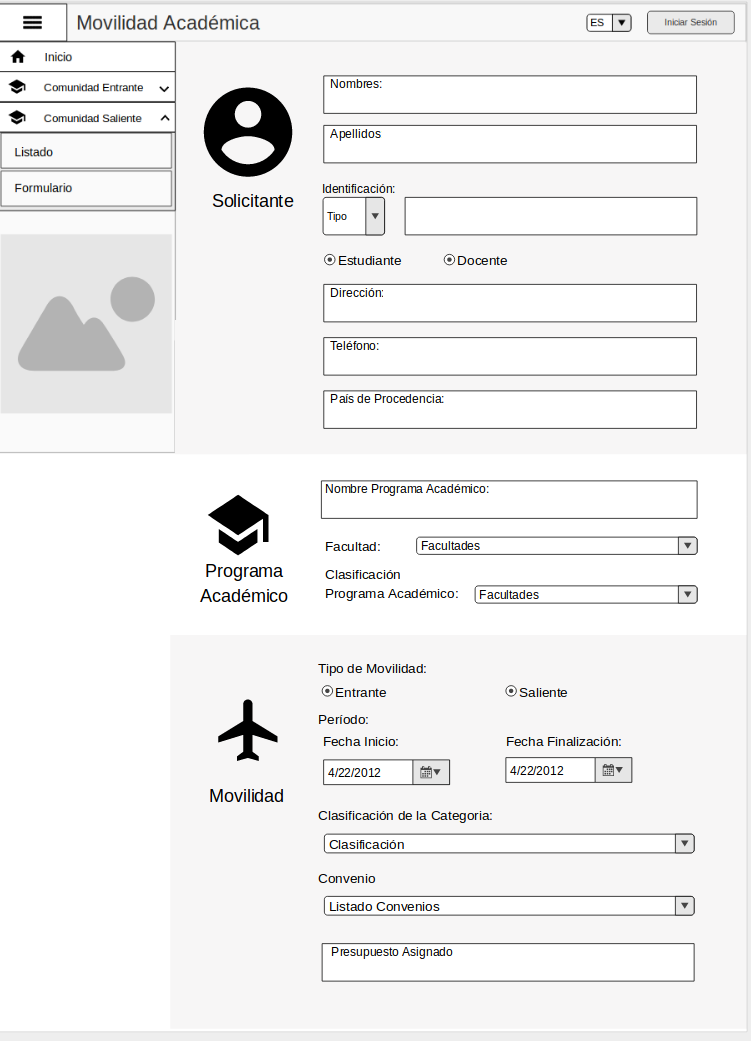 Movilidad Académica
ES
Iniciar Sesión
Inicio
Comunidad Entrante
Comunidad Saliente
Listado
Formulario
Solicitante
Nombres:
Apellidos
Identificación:
Tipo
Estudiante
Docente
Dirección:
Teléfono:
País de Procedencia:
Programa
Académico
Nombre Programa Académico:
Facultad:
Facultades
Clasificación
Programa Académico:
Facultades
Movilidad
Tipo de Movilidad:
Entrante
Saliente
Período:
Fecha Inicio:
Fecha Finalización:
4/22/2012
4/22/2012
Clasificación de la Categoria:
Clasificación
Convenio
Listado Convenios
Presupuesto Asignado